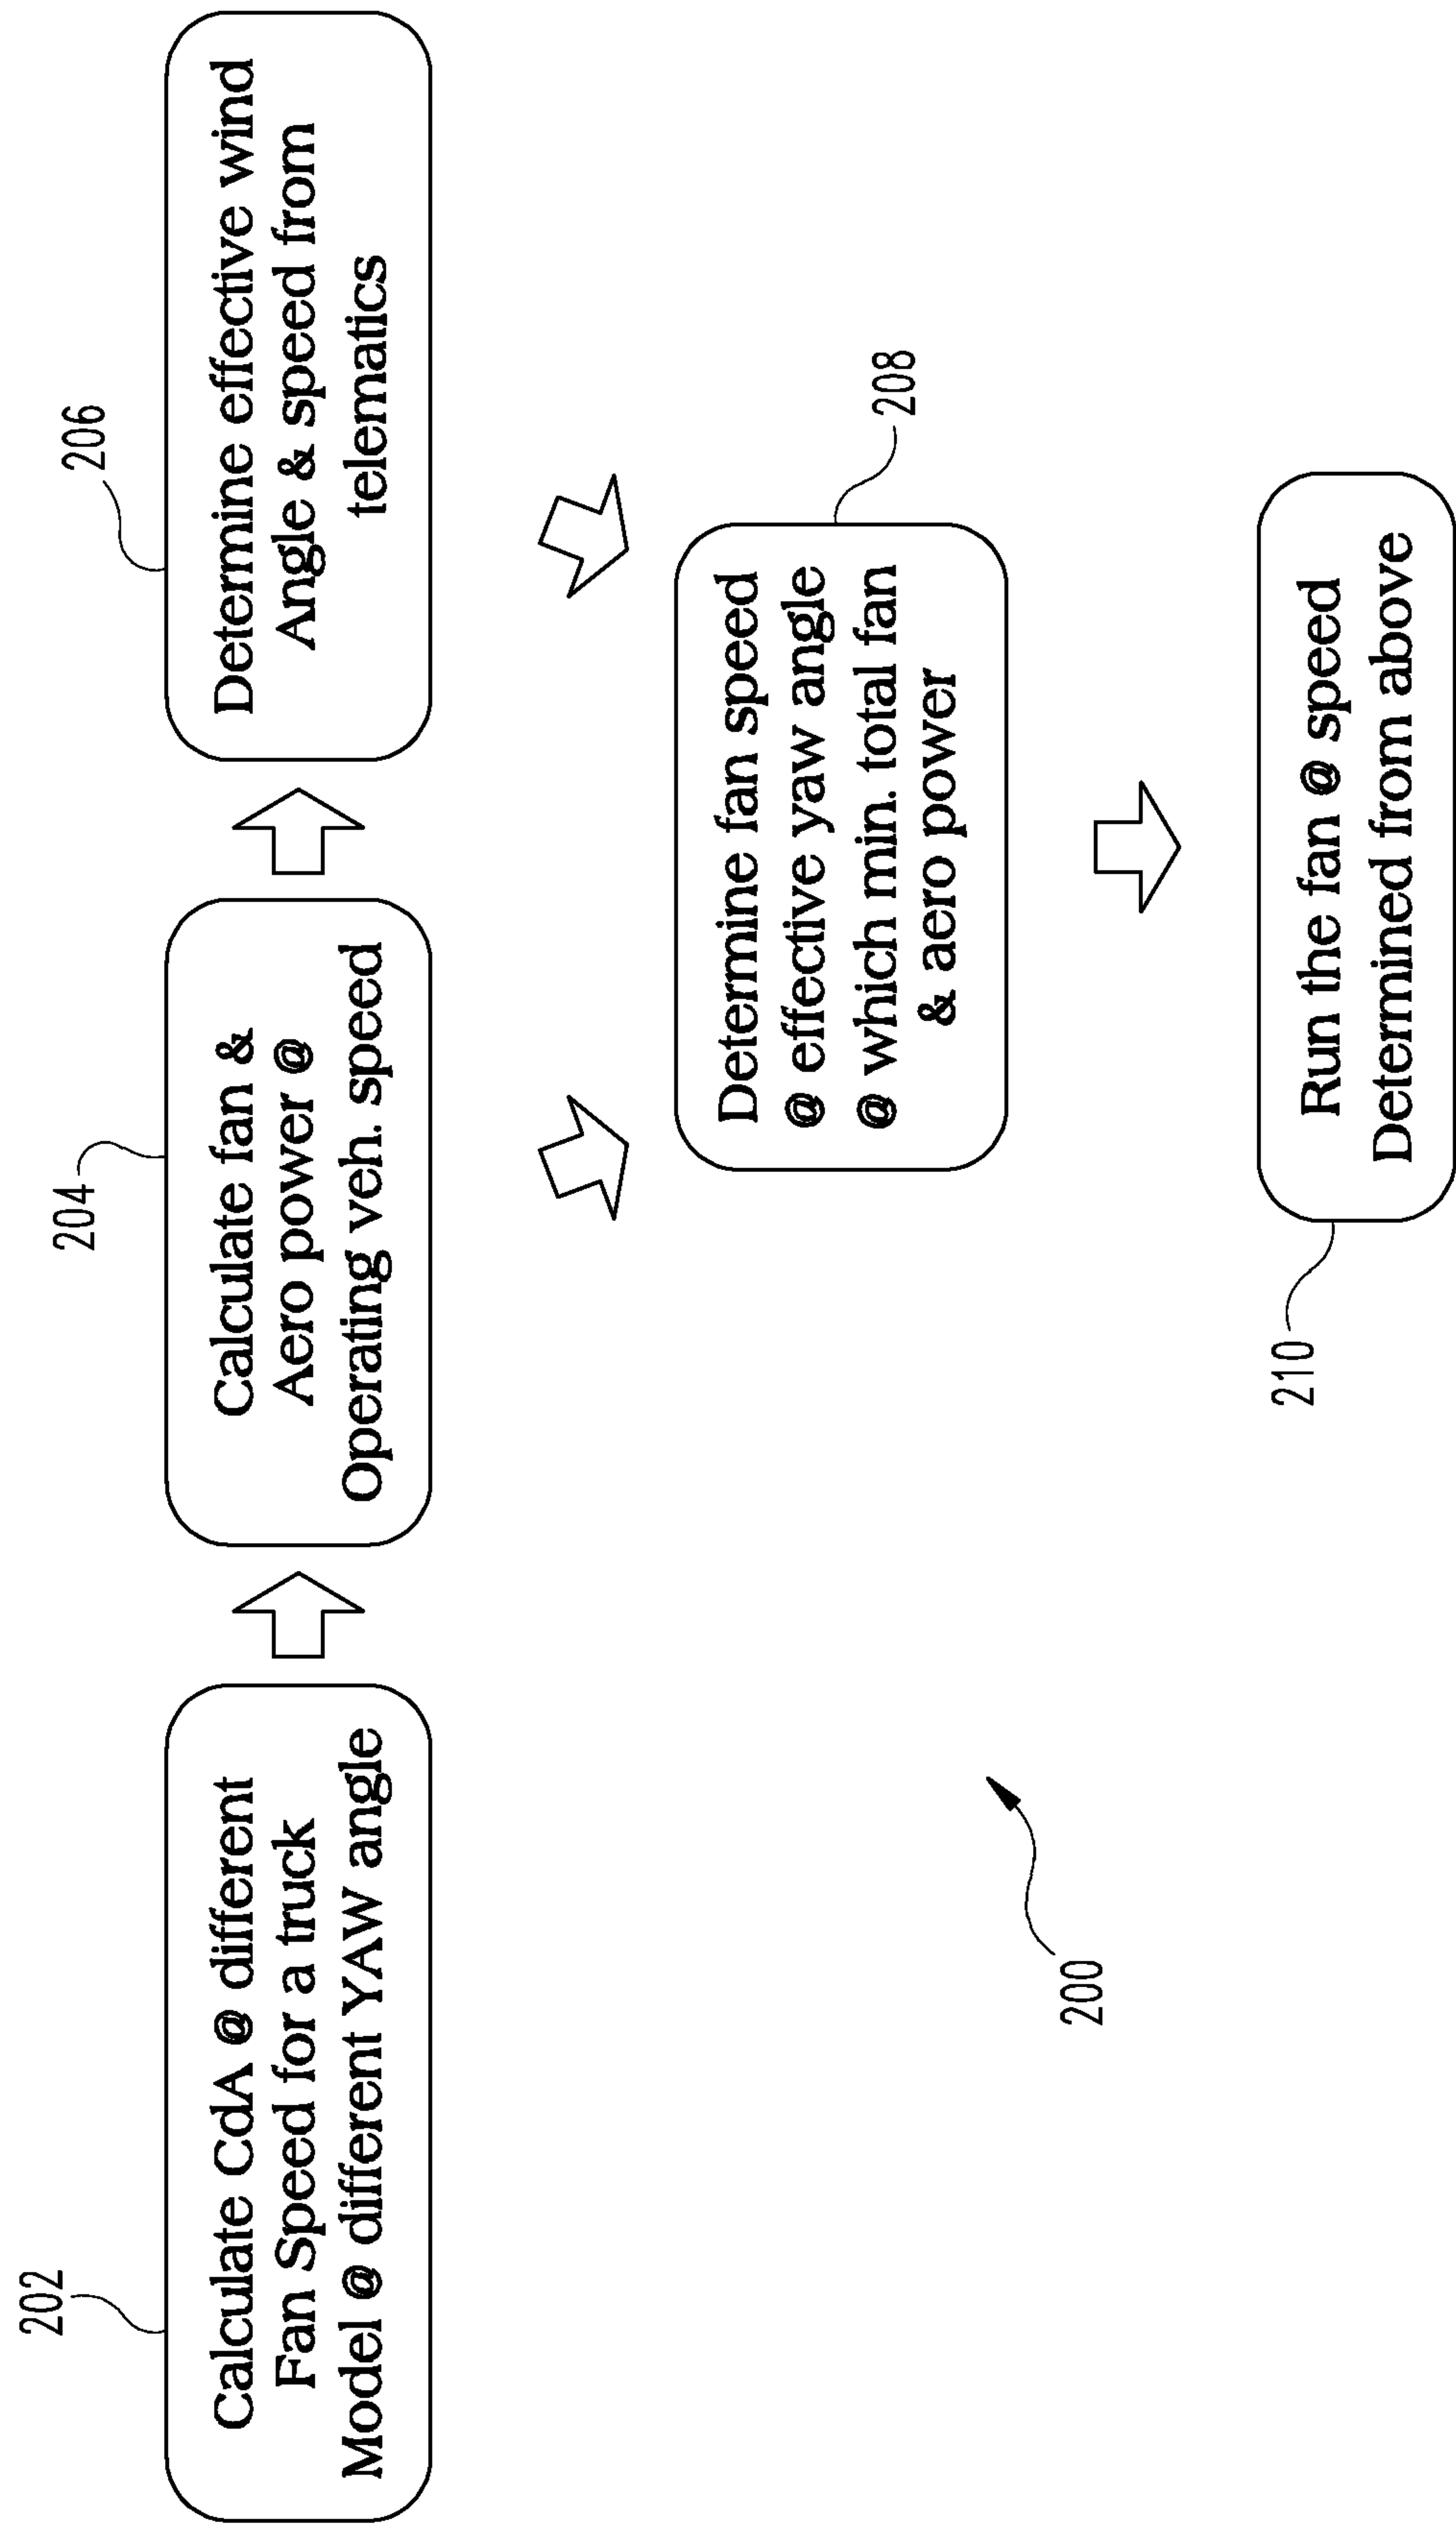 202
Calculate CdA @ different
Fan Speed for a truck
Model @ different YAW angle
204
Calculate fan &
Aero power @
Operating veh. speed
206
Determine effective wind
Angle & speed from
telematics
208
Determine fan speed
@ effective yaw angle
@ which min. total fan
& aero power
210
Run the fan @ speed
Determined from above
200